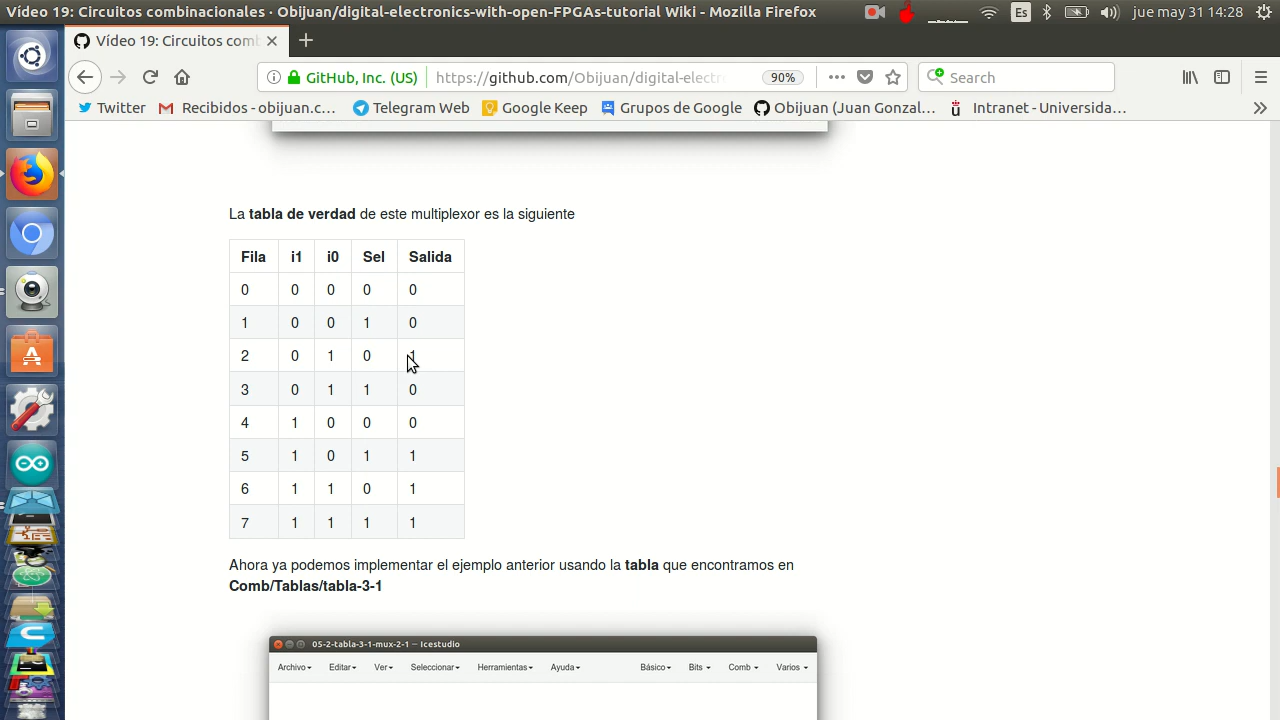 Vídeo 19: Circuitos combinacionales · Obijuan/digital-electronics-with-open-FPGAs-tutorial Wiki - Mozilla Firefox
Es
jue may 31 14:28
Vídeo 19: Circuitos com
GitHub, Inc. (US)
https://github.com/Obijuan/digital-electr
90%
Search
Twitter
Recibidos - obijuan.c...
Telegram Web
Google Keep
Grupos de Google
Obijuan (Juan Gonzal...
Intranet - Universida...
La tabla de verdad de este multiplexor es la siguiente
Fila i1 i0 Sel Salida
0 0 0 0 0
1 0 0 1 0
2 0 1 0 1
3 0 1 1 0
4 1 0 0 0
5 1 0 1 1
6 1 1 0 1
7 1 1 1 1
Ahora ya podemos implementar el ejemplo anterior usando la tabla que encontramos en
Comb/Tablas/tabla-3-1
05-2-tabla-3-1-mux-2-1 — Icestudio
Archivo Editar Ver Seleccionar Herramientas Ayuda Básico Bits Comb Varios